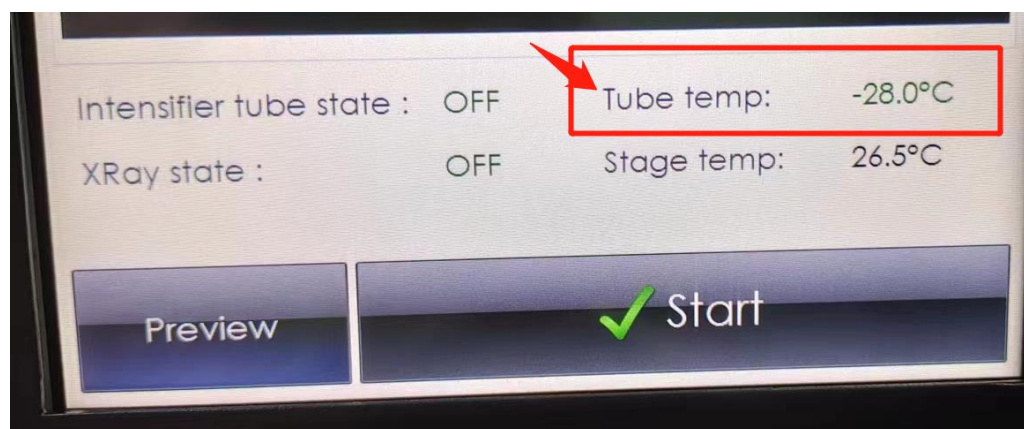 Intensifier tube state : OFF Tube temp: -28.0°C
XRay state : OFF Stage temp: 26.5°C
Preview Start